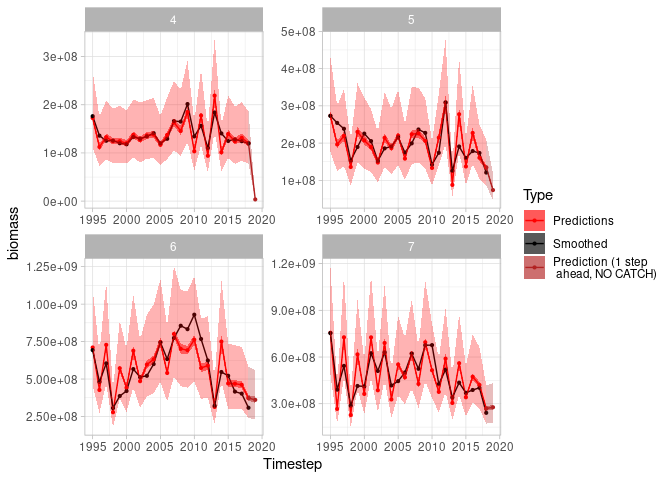 4
5
3e+08
2e+08
1e+08
0e+00
5e+08
4e+08
3e+08
2e+08
1e+08
1995 2000 2005 2010 2015 2020
1995 2000 2005 2010 2015 2020
biomass
6
7
1.25e+09
1.00e+09
7.50e+08
5.00e+08
2.50e+08
1.2e+09
9.0e+08
6.0e+08
3.0e+08
1995 2000 2005 2010 2015 2020
1995 2000 2005 2010 2015 2020
Timestep
Type
Predictions
Smoothed
Prediction (1 step
ahead, NO CATCH)